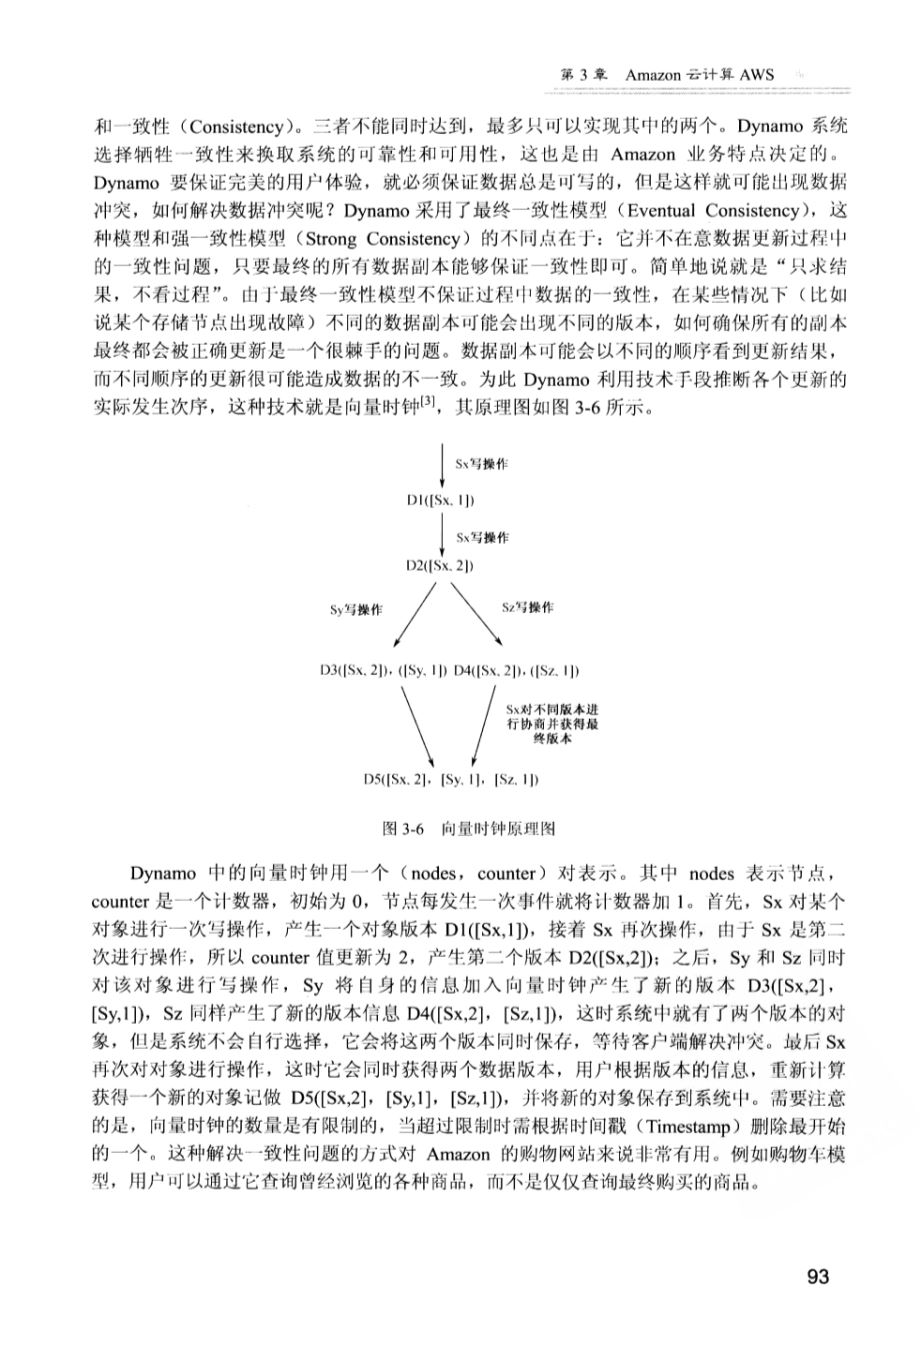 第 3 章 Amazon 云计算 AWS
和一致性（Consistency）。三者不能同时达到，最多只可以实现其中的两个。Dynamo 系统
选择牺牲一致性来换取系统的可靠性和可用性，这也是由 Amazon 业务特点决定的。
Dynamo 要保证完美的用户体验，就必须保证数据总是可写的，但是这样就可能出现数据
冲突，如何解决数据冲突呢？Dynamo 采用了最终一致性模型（Eventual Consistency），这
种模型和强一致性模型（Strong Consistency）的不同点在于：它并不在意数据更新过程中
的一致性问题，只要最终的所有数据副本能够保证一致性即可。简单地说就是“只求结
果，不看过程”。由于最终一致性模型不保证过程中数据的一致性，在某些情况下（比如
说某个存储节点出现故障）不同的数据副本可能会出现不同的版本，如何确保所有的副本
最终都会被正确更新是一个很棘手的问题。数据副本可能会以不同的顺序看到更新结果，
而不同顺序的更新很可能造成数据的不一致。为此 Dynamo 利用技术手段推断各个更新的
实际发生次序，这种技术就是向量时钟[3]，其原理图如图 3-6 所示。
Sx写操作
D1([Sx, 1])
Sx写操作
D2([Sx, 2])
Sy写操作
Sz写操作
D3([Sx, 2])，([Sy, 1]) D4([Sx, 2])，([Sz, 1])
Sx对不同版本进
行协商并获得最
终版本
D5([Sx, 2]，[Sy, 1]，[Sz, 1])
图 3-6 向量时钟原理图
Dynamo 中的向量时钟用一个（nodes，counter）对表示。其中 nodes 表示节点，
counter 是一个计数器，初始为 0，节点每发生一次事件就将计数器加 1。首先，Sx 对某个
对象进行一次写操作，产生一个对象版本 D1([Sx,1])，接着 Sx 再次操作，由于 Sx 是第二
次进行操作，所以 counter 值更新为 2，产生第二个版本 D2([Sx,2])；之后，Sy 和 Sz 同时
对该对象进行写操作，Sy 将自身的信息加入向量时钟产生了新的版本 D3([Sx,2]，
[Sy,1])，Sz 同样产生了新的版本信息 D4([Sx,2]，[Sz,1])，这时系统中就有了两个版本的对
象，但是系统不会自行选择，它会将这两个版本同时保存，等待客户端解决冲突。最后 Sx
再次对对象进行操作，这时它会同时获得两个数据版本，用户根据版本的信息，重新计算
获得一个新的对象记做 D5([Sx,2]，[Sy,1]，[Sz,1])，并将新的对象保存到系统中。需要注意
的是，向量时钟的数量是有限制的，当超过限制时需根据时间戳（Timestamp）删除最开始
的一个。这种解决一致性问题的方式对 Amazon 的购物网站来说非常有用。例如购物车模
型，用户可以通过它查询曾经浏览的各种商品，而不是仅仅查询最终购买的商品。
93